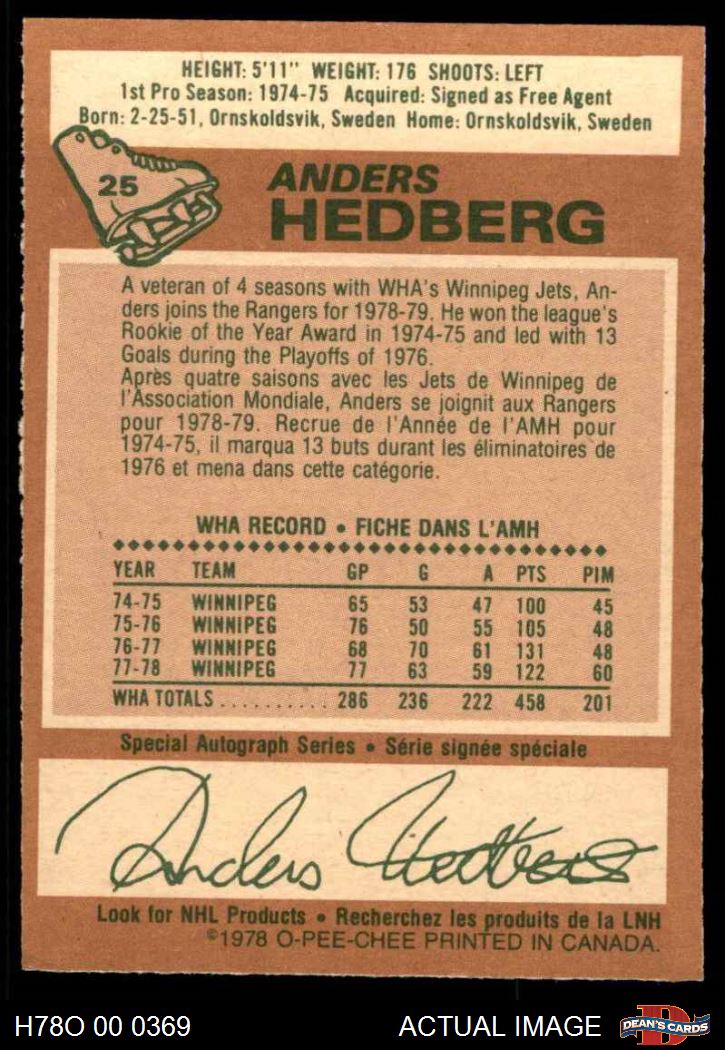 HEIGHT: 5'11" WEIGHT: 176 SHOOTS: LEFT
1st Pro Season: 1974-75 Acquired: Signed as Free Agent
Born: 2-25-51, Ornskoldsvik, Sweden Home: Ornskoldsvik, Sweden
25
ANDERS
HEDBERG
A veteran of 4 seasons with WHA's Winnipeg Jets, An-
ders joins the Rangers for 1978-79. He won the league's
Rookie of the Year Award in 1974-75 and led with 13
Goals during the Playoffs of 1976.
Après quatre saisons avec les Jets de Winnipeg de
l'Association Mondiale, Anders se joignit aux Rangers
pour 1978-79. Recrue de l'Année de l'AMH pour
1974-75, il marqua 13 buts durant les éliminatoires de
1976 et mena dans cette catégorie.
WHA RECORD • FICHE DANS L'AMH
YEAR TEAM GP G A PTS PIM
74-75 WINNIPEG 65 53 47 100 45
75-76 WINNIPEG 76 50 55 105 48
76-77 WINNIPEG 68 70 61 131 48
77-78 WINNIPEG 77 63 59 122 60
WHA TOTALS .......... 286 236 222 458 201
Special Autograph Series • Série signée spéciale
Anders Hedberg
Look for NHL Products • Recherchez les produits de la LNH
©1978 O-PEE-CHEE PRINTED IN CANADA.
H78O 00 0369 ACTUAL IMAGE D DEAN'S CARDS